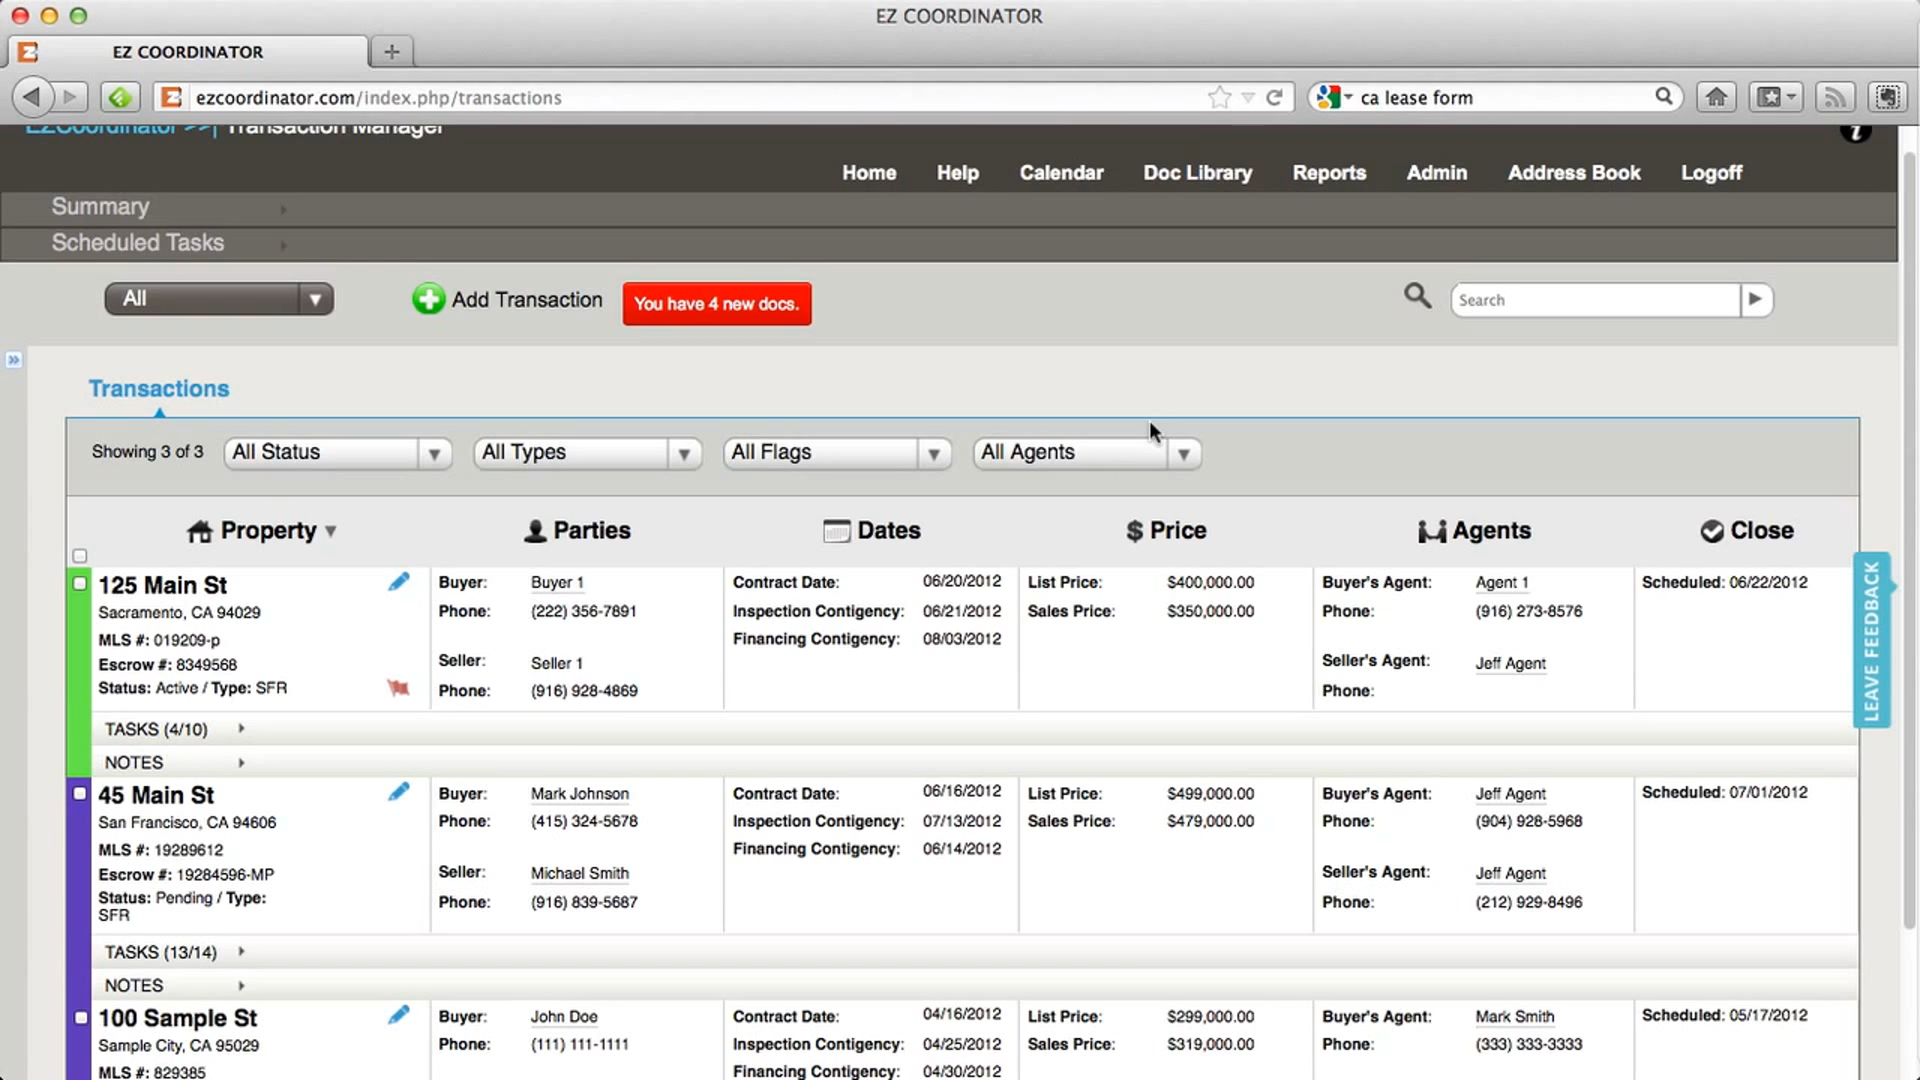 EZ COORDINATOR
EZ COORDINATOR
ezcoordinator.com/index.php/transactions
ca lease form
EZCoordinator >>| Transaction Manager
Home Help Calendar Doc Library Reports Admin Address Book Logoff
Summary
Scheduled Tasks
All
Add Transaction
You have 4 new docs.
Search
Transactions
Showing 3 of 3 All Status All Types All Flags All Agents
Property Parties Dates $ Price Agents Close
125 Main St
Sacramento, CA 94029
MLS #: 019209-p
Escrow #: 8349568
Status: Active / Type: SFR
Buyer: Buyer 1
Phone: (222) 356-7891
Seller: Seller 1
Phone: (916) 928-4869
Contract Date: 06/20/2012
Inspection Contigency: 06/21/2012
Financing Contigency: 08/03/2012
List Price: $400,000.00
Sales Price: $350,000.00
Buyer's Agent: Agent 1
Phone: (916) 273-8576
Seller's Agent: Jeff Agent
Phone:
Scheduled: 06/22/2012
TASKS (4/10)
NOTES
45 Main St
San Francisco, CA 94606
MLS #: 19289612
Escrow #: 19284596-MP
Status: Pending / Type:
SFR
Buyer: Mark Johnson
Phone: (415) 324-5678
Seller: Michael Smith
Phone: (916) 839-5687
Contract Date: 06/16/2012
Inspection Contigency: 07/13/2012
Financing Contigency: 06/14/2012
List Price: $499,000.00
Sales Price: $479,000.00
Buyer's Agent: Jeff Agent
Phone: (904) 928-5968
Seller's Agent: Jeff Agent
Phone: (212) 929-8496
Scheduled: 07/01/2012
TASKS (13/14)
NOTES
100 Sample St
Sample City, CA 95029
MLS #: 829385
Buyer: John Doe
Phone: (111) 111-1111
Contract Date: 04/16/2012
Inspection Contigency: 04/25/2012
Financing Contigency: 04/30/2012
List Price: $299,000.00
Sales Price: $319,000.00
Buyer's Agent: Mark Smith
Phone: (333) 333-3333
Scheduled: 05/17/2012
LEAVE FEEDBACK